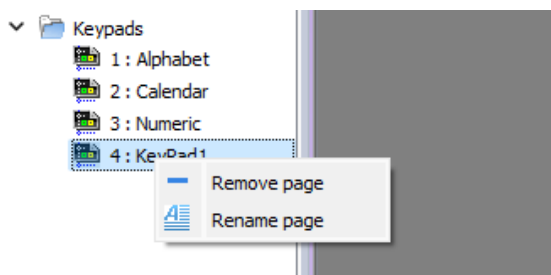 Keypads
1 : Alphabet
2 : Calendar
3 : Numeric
4 : KeyPad1
Remove page
Rename page